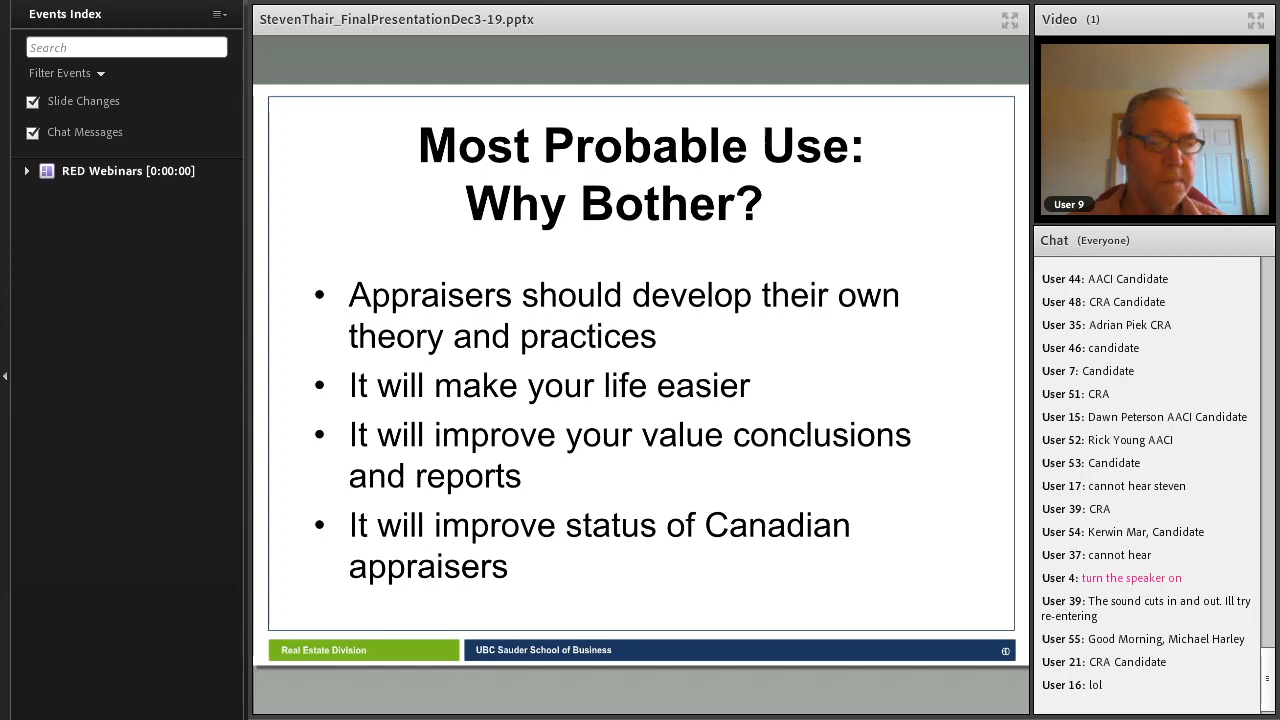 Events Index
Search
Filter Events
Slide Changes
Chat Messages
RED Webinars [0:00:00]
StevenThair_FinalPresentationDec3-19.pptx
Most Probable Use:
Why Bother?
• Appraisers should develop their own
theory and practices
• It will make your life easier
• It will improve your value conclusions
and reports
• It will improve status of Canadian
appraisers
Real Estate Division
UBC Sauder School of Business
60
Video (1)
User 9
Chat (Everyone)
User 44: AACI Candidate
User 48: CRA Candidate
User 35: Adrian Piek CRA
User 46: candidate
User 7: Candidate
User 51: CRA
User 15: Dawn Peterson AACI Candidate
User 52: Rick Young AACI
User 53: Candidate
User 17: cannot hear steven
User 39: CRA
User 54: Kerwin Mar, Candidate
User 37: cannot hear
User 4: turn the speaker on
User 39: The sound cuts in and out. Ill try
re-entering
User 55: Good Morning, Michael Harley
User 21: CRA Candidate
User 16: lol